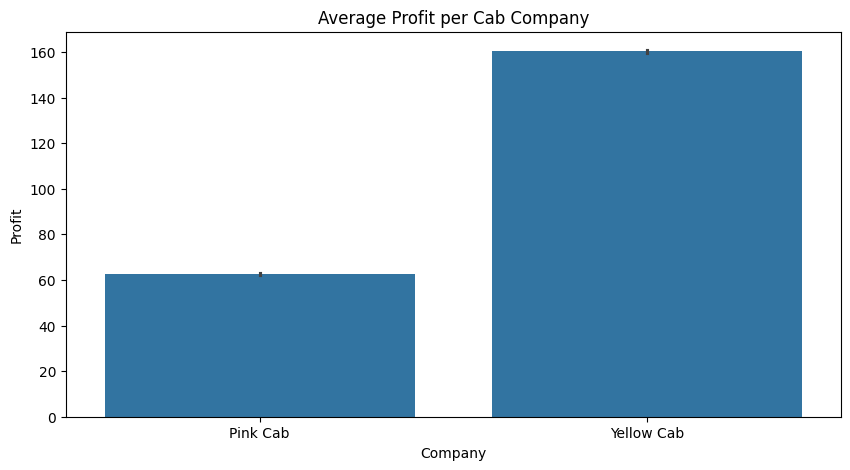 Average Profit per Cab Company
Profit
160
140
120
100
80
60
40
20
0
Pink Cab
Yellow Cab
Company